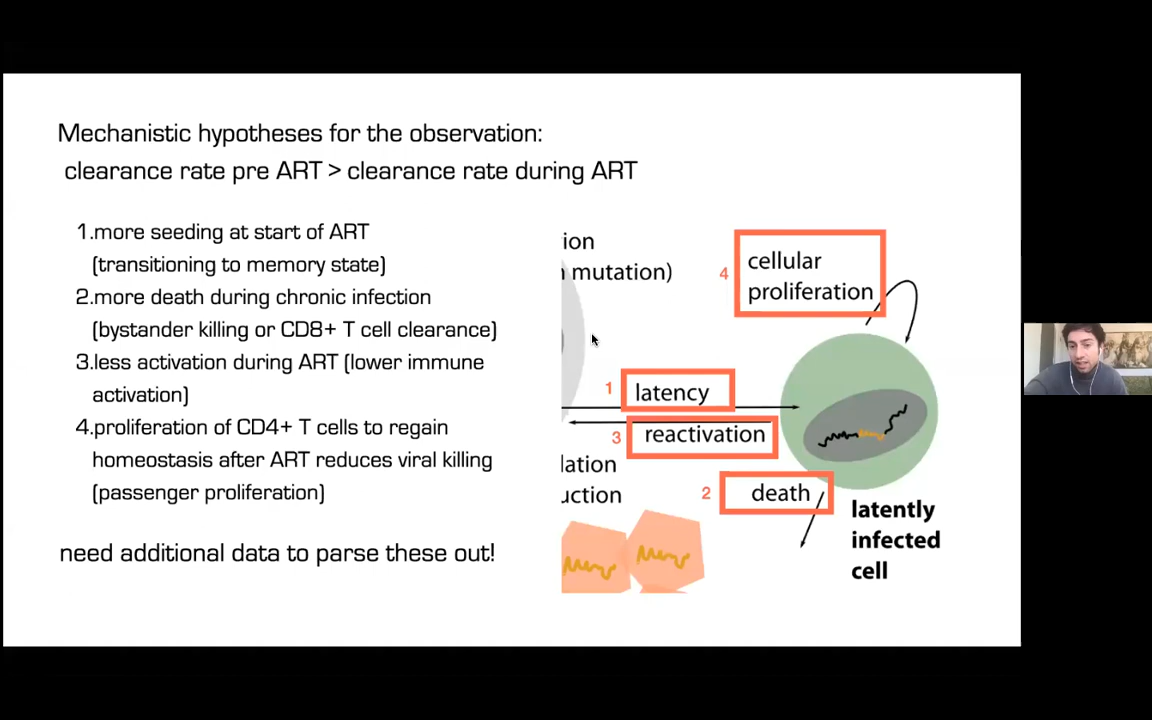 Mechanistic hypotheses for the observation:
clearance rate pre ART > clearance rate during ART
1.more seeding at start of ART
(transitioning to memory state)
2.more death during chronic infection
(bystander killing or CD8+ T cell clearance)
3.less activation during ART (lower immune
activation)
4.proliferation of CD4+ T cells to regain
homeostasis after ART reduces viral killing
(passenger proliferation)
need additional data to parse these out!
ion
mutation)
4
cellular
proliferation
1
latency
3
reactivation
lation
uction
2
death
latently
infected
cell